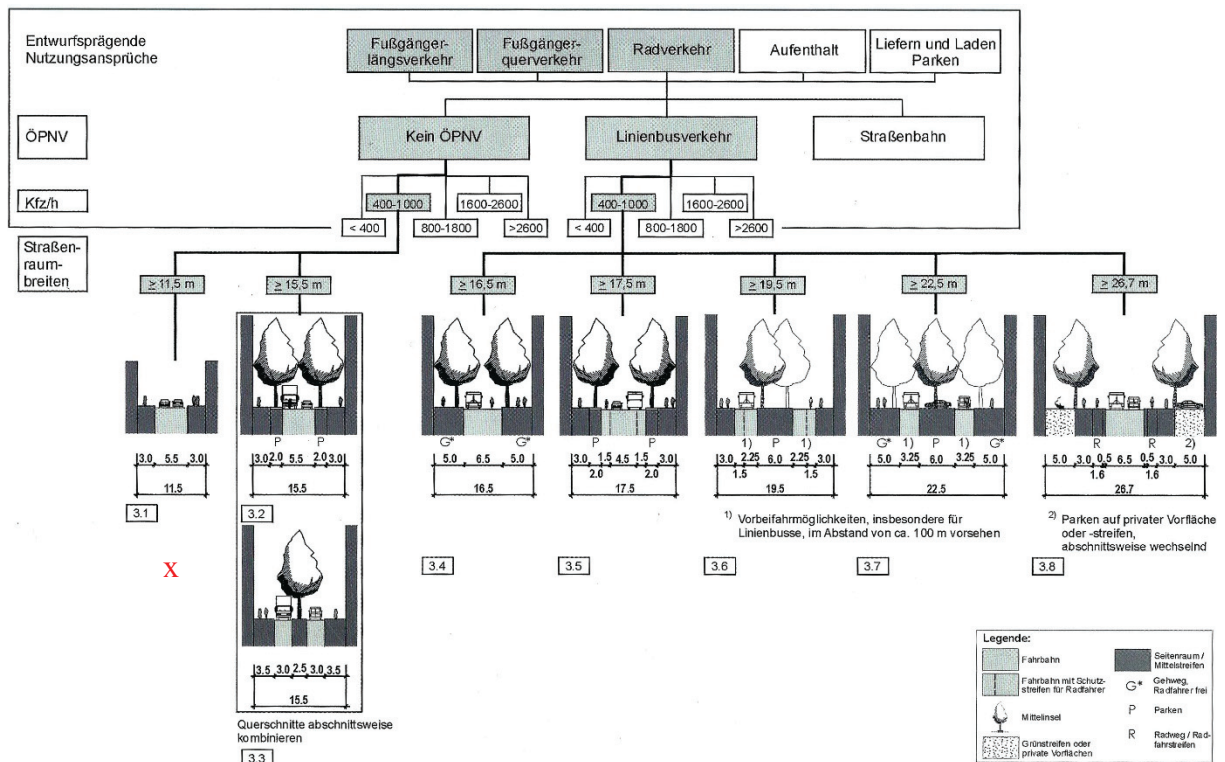 Entwurfsprägende
Nutzungsansprüche
Fußgänger-
längsverkehr
Fußgänger-
querverkehr
Radverkehr
Aufenthalt
Liefern und Laden
Parken
ÖPNV
Kein ÖPNV
Linienbusverkehr
Straßenbahn
Kfz/h
400-1000
1600-2600
400-1000
1600-2600
< 400
800-1800
>2600
< 400
800-1800
>2600
Straßen-
raum-
breiten
≥ 11,5 m
≥ 15,5 m
≥ 16,5 m
≥ 17,5 m
≥ 19,5 m
≥ 22,5 m
≥ 26,7 m
P P
G* G*
P P
1) P 1)
G* 1) P 1) G*
R R 2)
3.0 5.5 3.0
11.5
3.1
X
3.0 2.0 5.5 2.0 3.0
15.5
3.2
5.0 6.5 5.0
16.5
3.4
3.0 1.5 4.5 1.5 3.0
2.0 2.0
17.5
3.5
3.0 2.25 6.0 2.25 3.0
1.5 1.5
19.5
3.6
5.0 3.25 6.0 3.25 5.0
22.5
3.7
5.0 3.0 0.5 6.5 0.5 3.0 5.0
1.6 1.6
26.7
3.8
1) Vorbeifahrmöglichkeiten, insbesondere für
Linienbusse, im Abstand von ca. 100 m vorsehen
2) Parken auf privater Vorfläche
oder -streifen,
abschnittsweise wechselnd
3.5 3.0 2.5 3.0 3.5
15.5
Querschnitte abschnittsweise
kombinieren
3.3
Legende:
Fahrbahn
Fahrbahn mit Schutz-
streifen für Radfahrer
Mittelinsel
Grünstreifen oder
private Vorflächen
Seitenraum /
Mittelstreifen
G* Gehweg,
Radfahrer frei
P Parken
R Radweg / Rad-
fahrstreifen